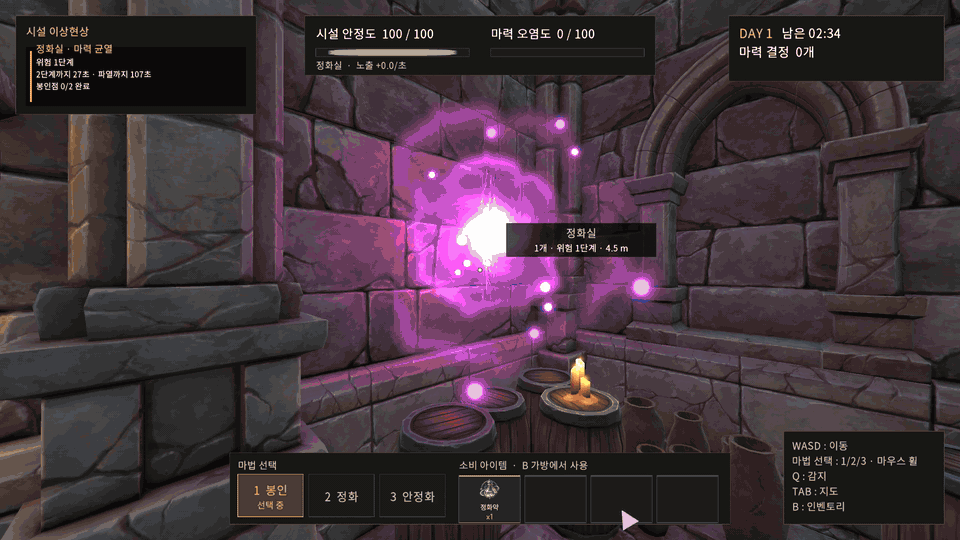 시설 이상현상
정화실 · 마력 균열
위험 1단계
2단계까지 27초 · 파열까지 107초
봉인점 0/2 완료
시설 안정도 100 / 100
마력 오염도 0 / 100
정화실 · 노출 +0.0/초
DAY 1 남은 02:34
마력 결정 0개
정화실
1개 · 위험 1단계 · 4.5 m
마법 선택
1 봉인
선택 중
2 정화
3 안정화
소비 아이템 · B 가방에서 사용
정화약
x1
WASD : 이동
마법 선택 : 1/2/3 · 마우스 휠
Q : 감지
TAB : 지도
B : 인벤토리